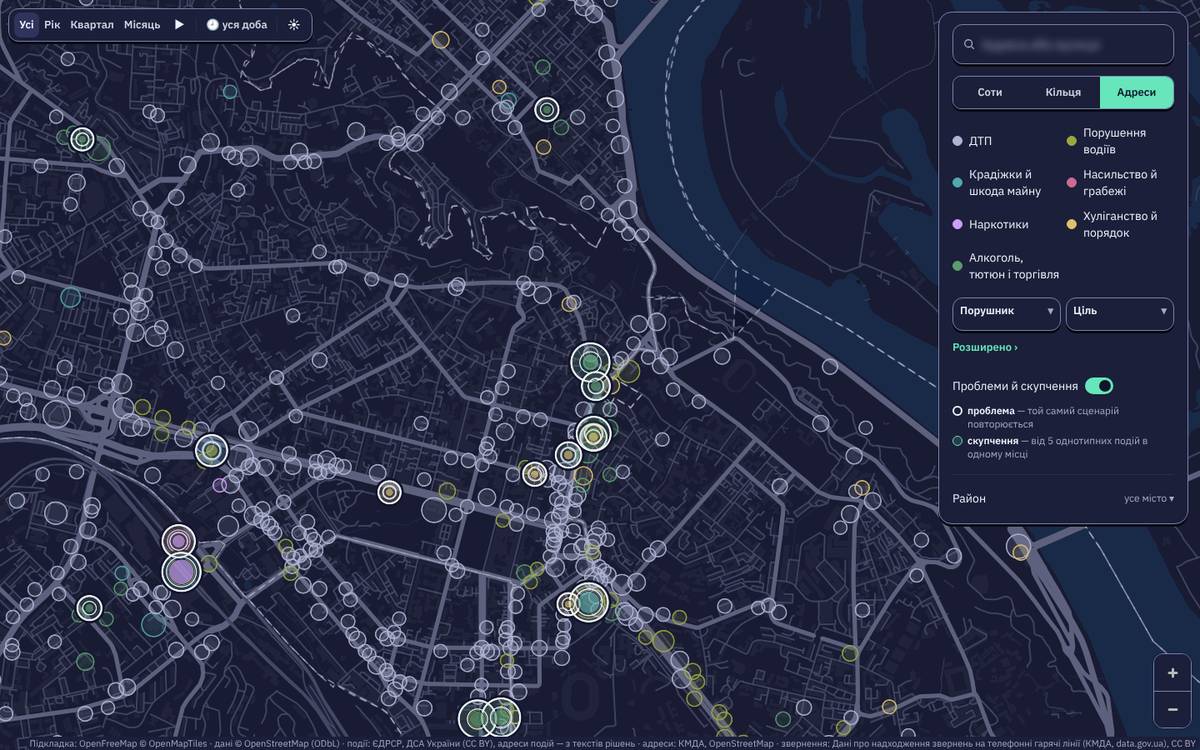 Усі Рік Квартал Місяць ▶ 🕘 уся доба ☀
Соти Кільця Адреси
ДТП
Порушення
водіїв
Крадіжки й
шкода майну
Насильство й
грабежі
Наркотики
Хуліганство й
порядок
Алкоголь,
тютюн і торгівля
Порушник ▾ Ціль ▾
Розширено ›
Проблеми й скупчення
проблема — той самий сценарій
повторюється
скупчення — від 5 однотипних подій в
одному місці
Район усе місто ▾
+
−
Підкладка: OpenFreeMap © OpenMapTiles · дані © OpenStreetMap (ODbL) · події: ЄДРСР, ДСА України (CC BY), адреси подій — з текстів рішень · адреси: КМДА, OpenStreetMap · звернення: Дані про надходження звернень на телефонні гарячі лінії (КМДА, data.gov.ua), CC BY